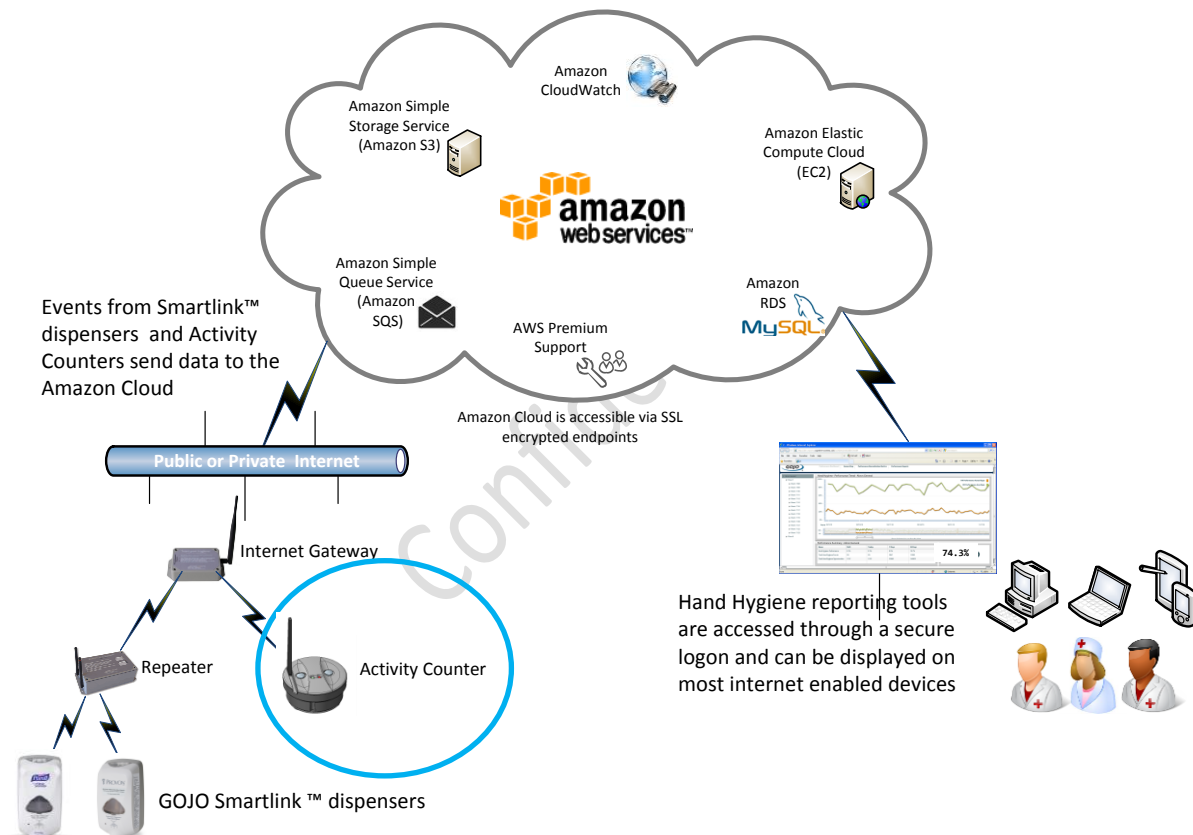 Amazon
CloudWatch
Amazon Simple
Storage Service
(Amazon S3)
Amazon Elastic
Compute Cloud
(EC2)
amazon
webservices™
Amazon Simple
Queue Service
(Amazon
SQS)
Amazon
RDS
MySQL
AWS Premium
Support
Events from Smartlink™
dispensers and Activity
Counters send data to the
Amazon Cloud
Amazon Cloud is accessible via SSL
encrypted endpoints
Public or Private Internet
Confide
GOJO
74.3%
Internet Gateway
Repeater
Activity Counter
Hand Hygiene reporting tools
are accessed through a secure
logon and can be displayed on
most internet enabled devices
GOJO Smartlink ™ dispensers